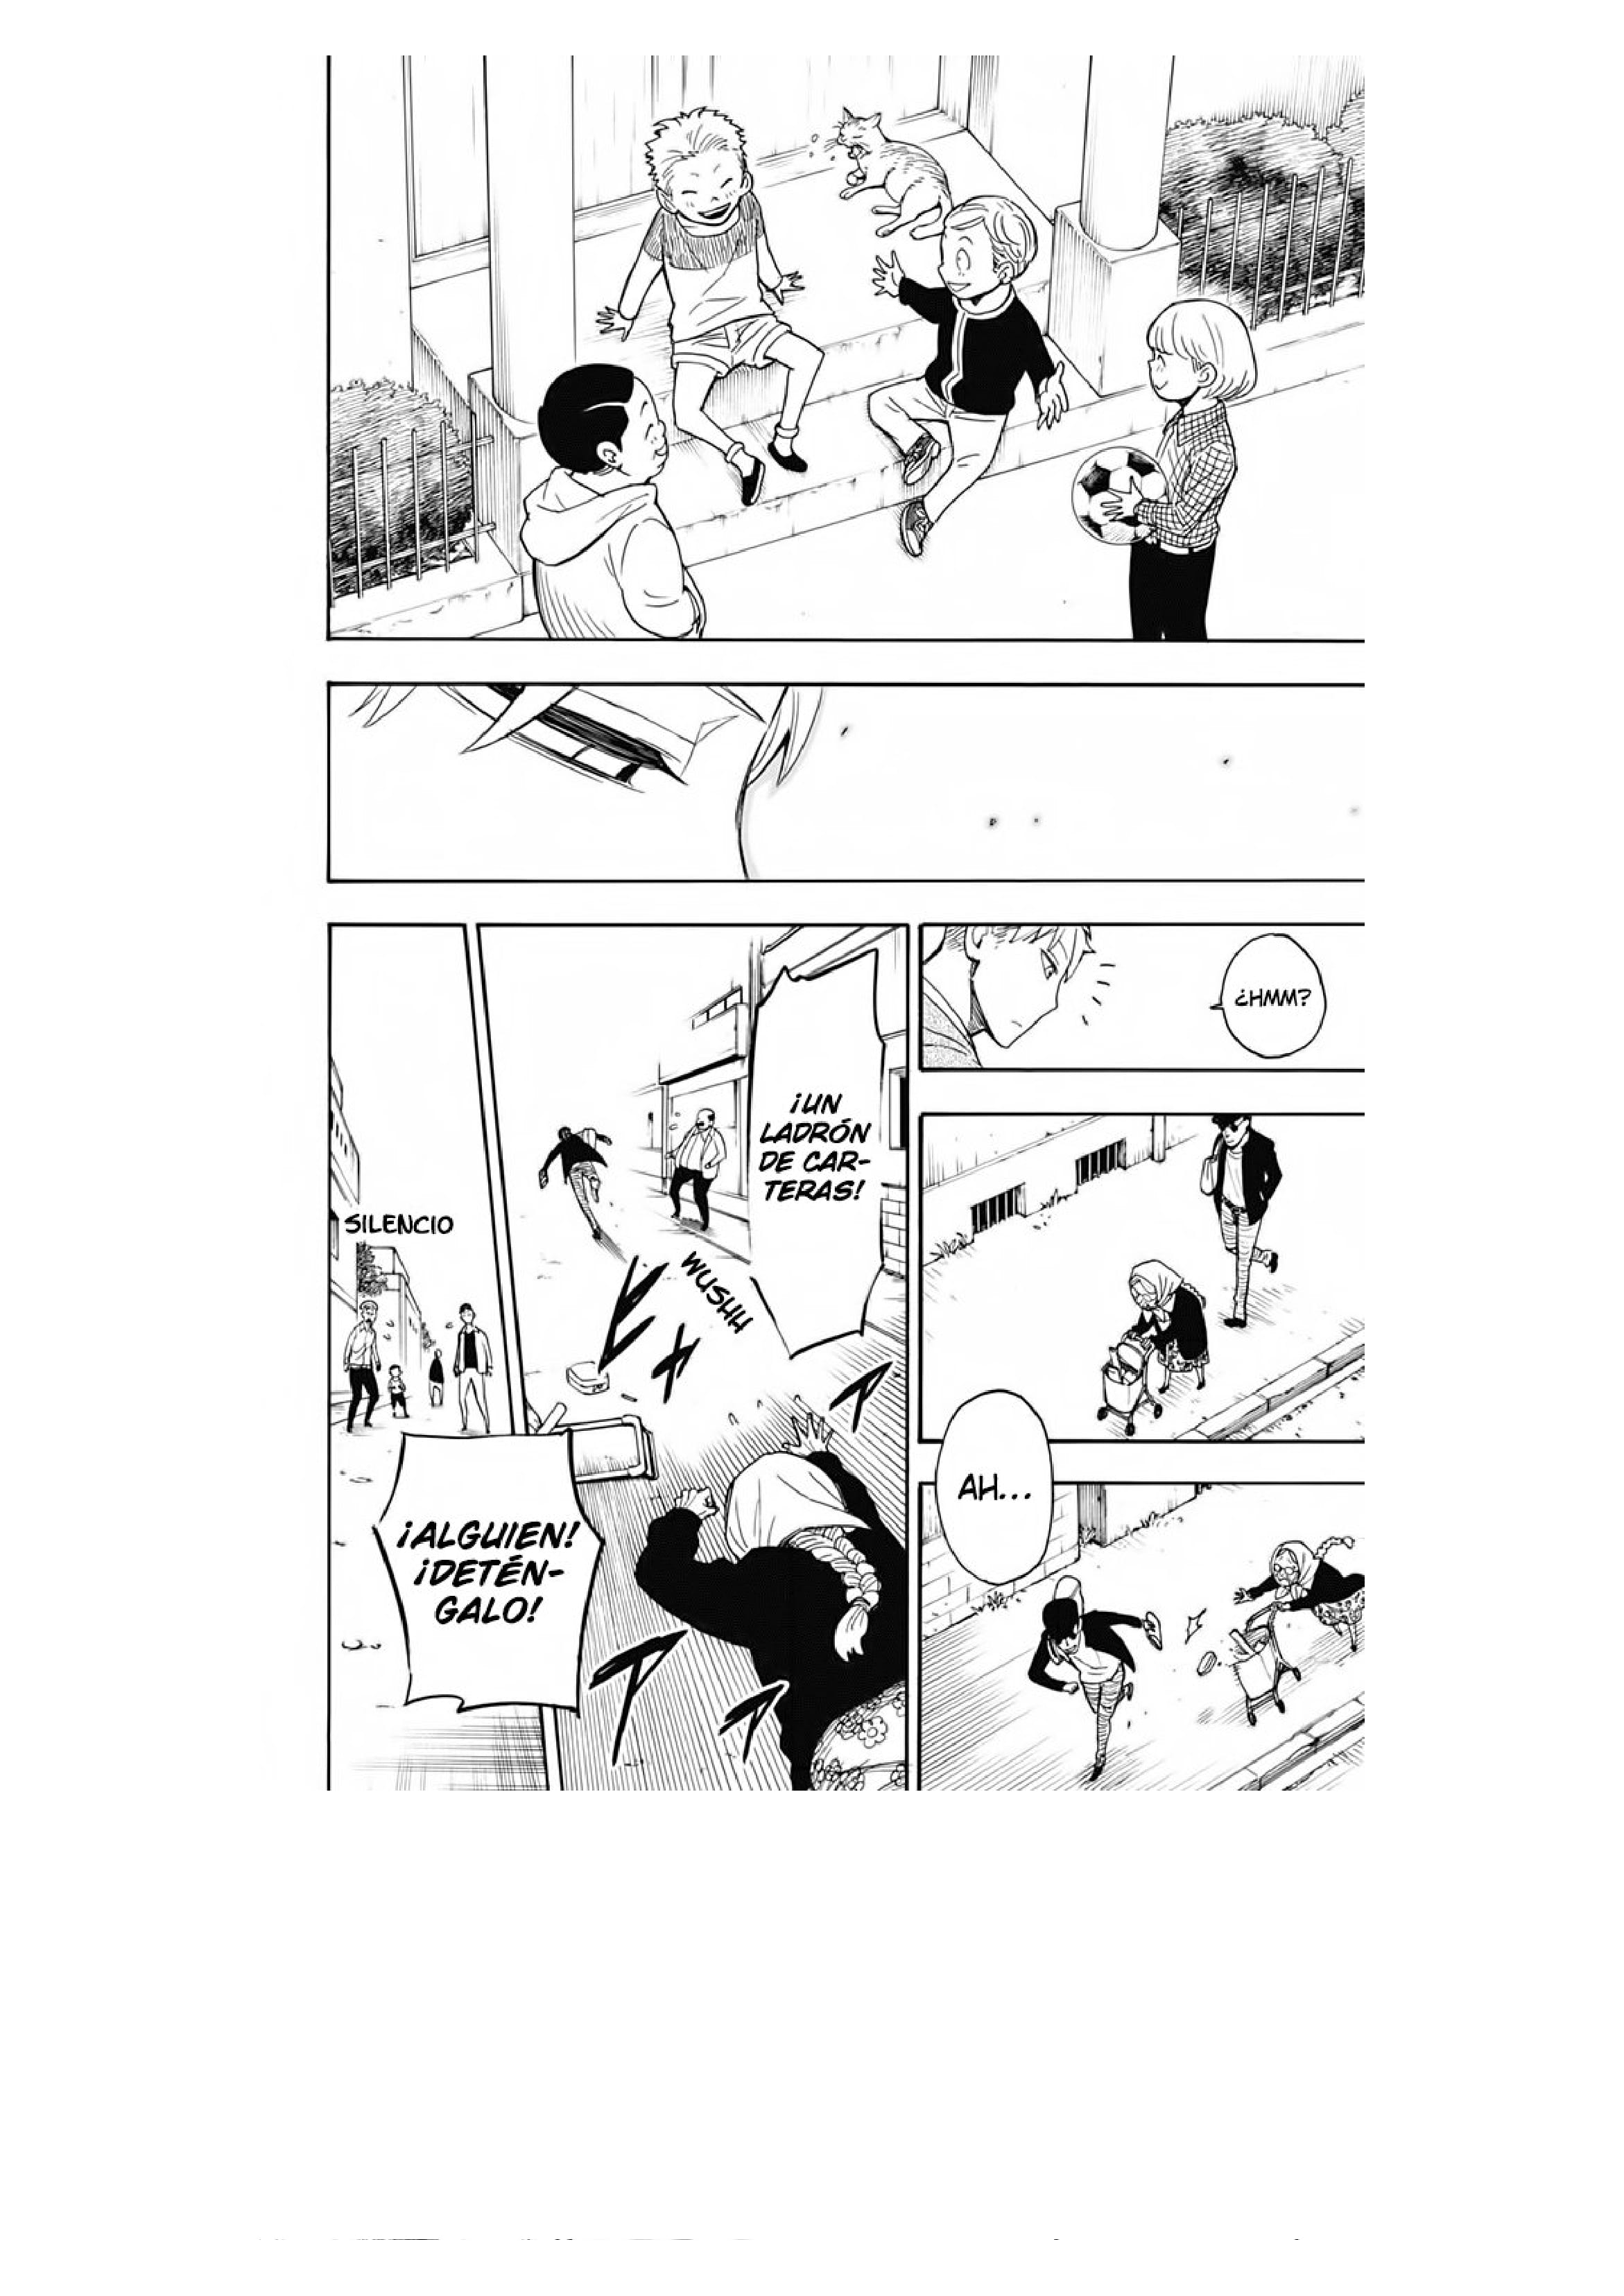 ¿HMM?
AH...
¡UN
LADRÓN
DE CAR-
TERAS!
WUSHH
SILENCIO
¡ALGUIEN!
¡DETÉN-
GALO!